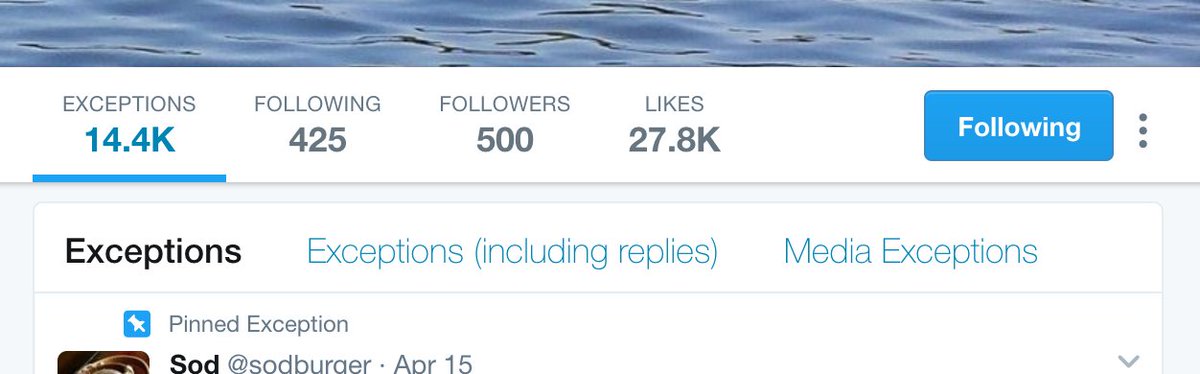 EXCEPTIONS FOLLOWING FOLLOWERS LIKES
14.4K 425 500 27.8K Following
Exceptions Exceptions (including replies) Media Exceptions
Pinned Exception
Sod @sodburger · Apr 15